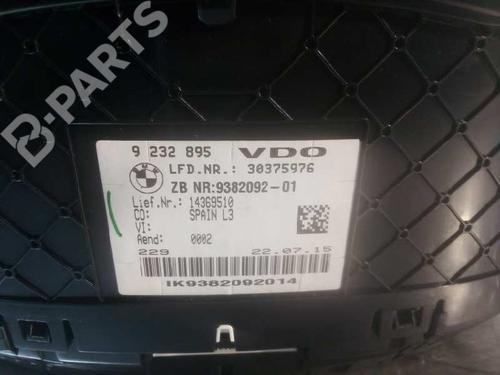 B-PARTS
9 232 895 VDO
BMW
LFD.NR.: 30375976
ZB NR:9382092-01
Lief.Nr.: 14369510
CO: SPAIN L3
VI:
Aend: 0002
229 22.07.15
IK9382092014